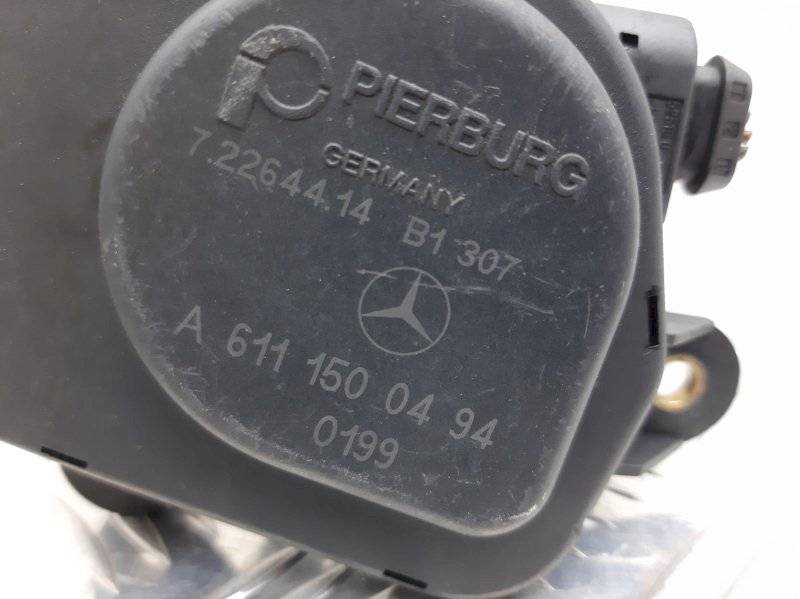 PIERBURG
GERMANY
7.22644.14 B1 307
A 611 150 04 94
0199